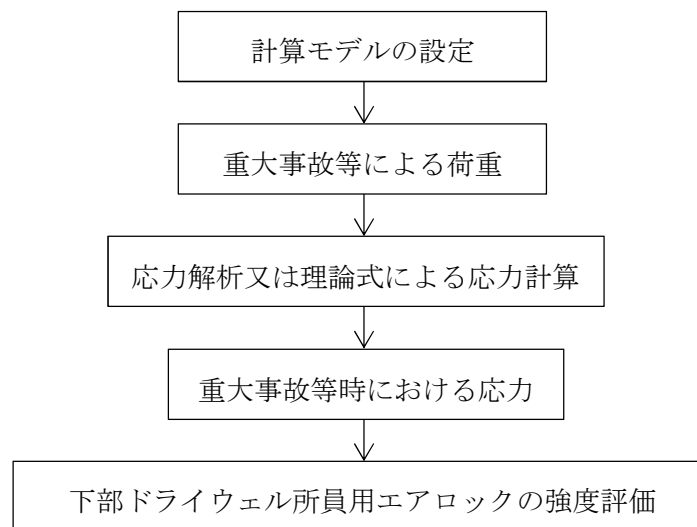 計算モデルの設定
重大事故等による荷重
応力解析又は理論式による応力計算
重大事故等時における応力
下部ドライウェル所員用エアロックの強度評価